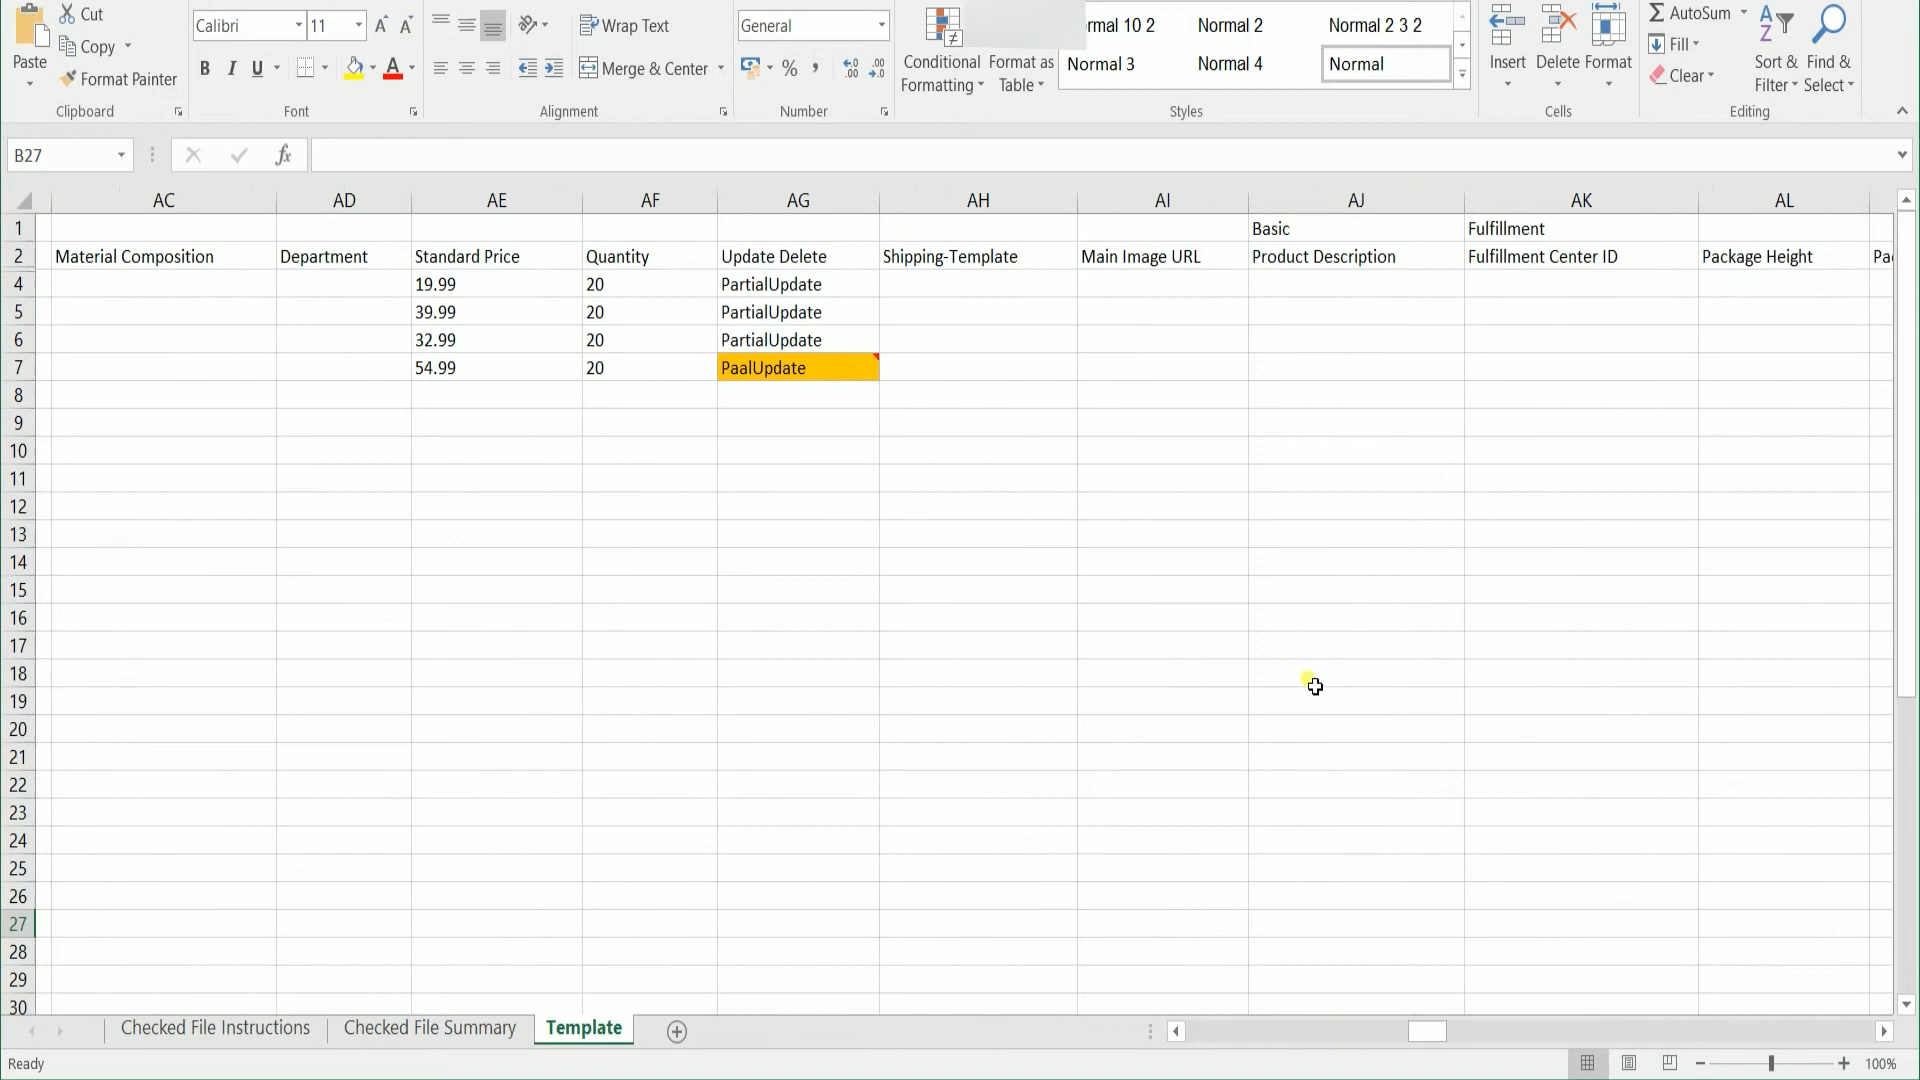 Cut
Copy
Format Painter
Paste
Clipboard
Calibri
11
B I U
Font
Wrap Text
Merge & Center
Alignment
General
%
Number
Conditional Formatting
Format as Table
ormal 10 2
Normal 2
Normal 2 3 2
Normal 3
Normal 4
Normal
Styles
Insert
Delete
Format
Cells
AutoSum
Fill
Clear
Sort & Filter
Find & Select
Editing
B27
fx
AC AD AE AF AG AH AI AJ AK AL
1 Basic Fulfillment
2 Material Composition Department Standard Price Quantity Update Delete Shipping-Template Main Image URL Product Description Fulfillment Center ID Package Height Pac
4 19.99 20 PartialUpdate
5 39.99 20 PartialUpdate
6 32.99 20 PartialUpdate
7 54.99 20 PaalUpdate
8
9
10
11
12
13
14
15
16
17
18
19
20
21
22
23
24
25
26
27
28
29
30
Checked File Instructions Checked File Summary Template
Ready
100%